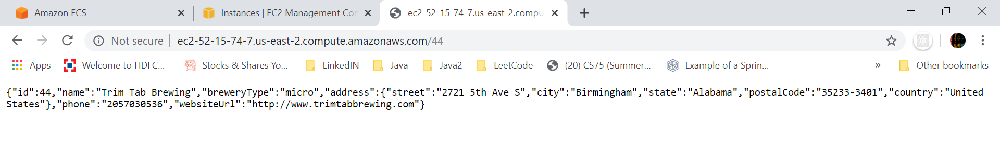 Amazon ECS
Instances | EC2 Management Con
ec2-52-15-74-7.us-east-2.compu
Not secure | ec2-52-15-74-7.us-east-2.compute.amazonaws.com/44
Apps Welcome to HDFC... Stocks & Shares Yo... LinkedIN Java Java2 LeetCode (20) CS75 (Summer... Example of a Sprin... » Other bookmarks
{"id":44,"name":"Trim Tab Brewing","breweryType":"micro","address":{"street":"2721 5th Ave S","city":"Birmingham","state":"Alabama","postalCode":"35233-3401","country":"United
States"},"phone":"2057030536","websiteUrl":"http://www.trimtabbrewing.com"}